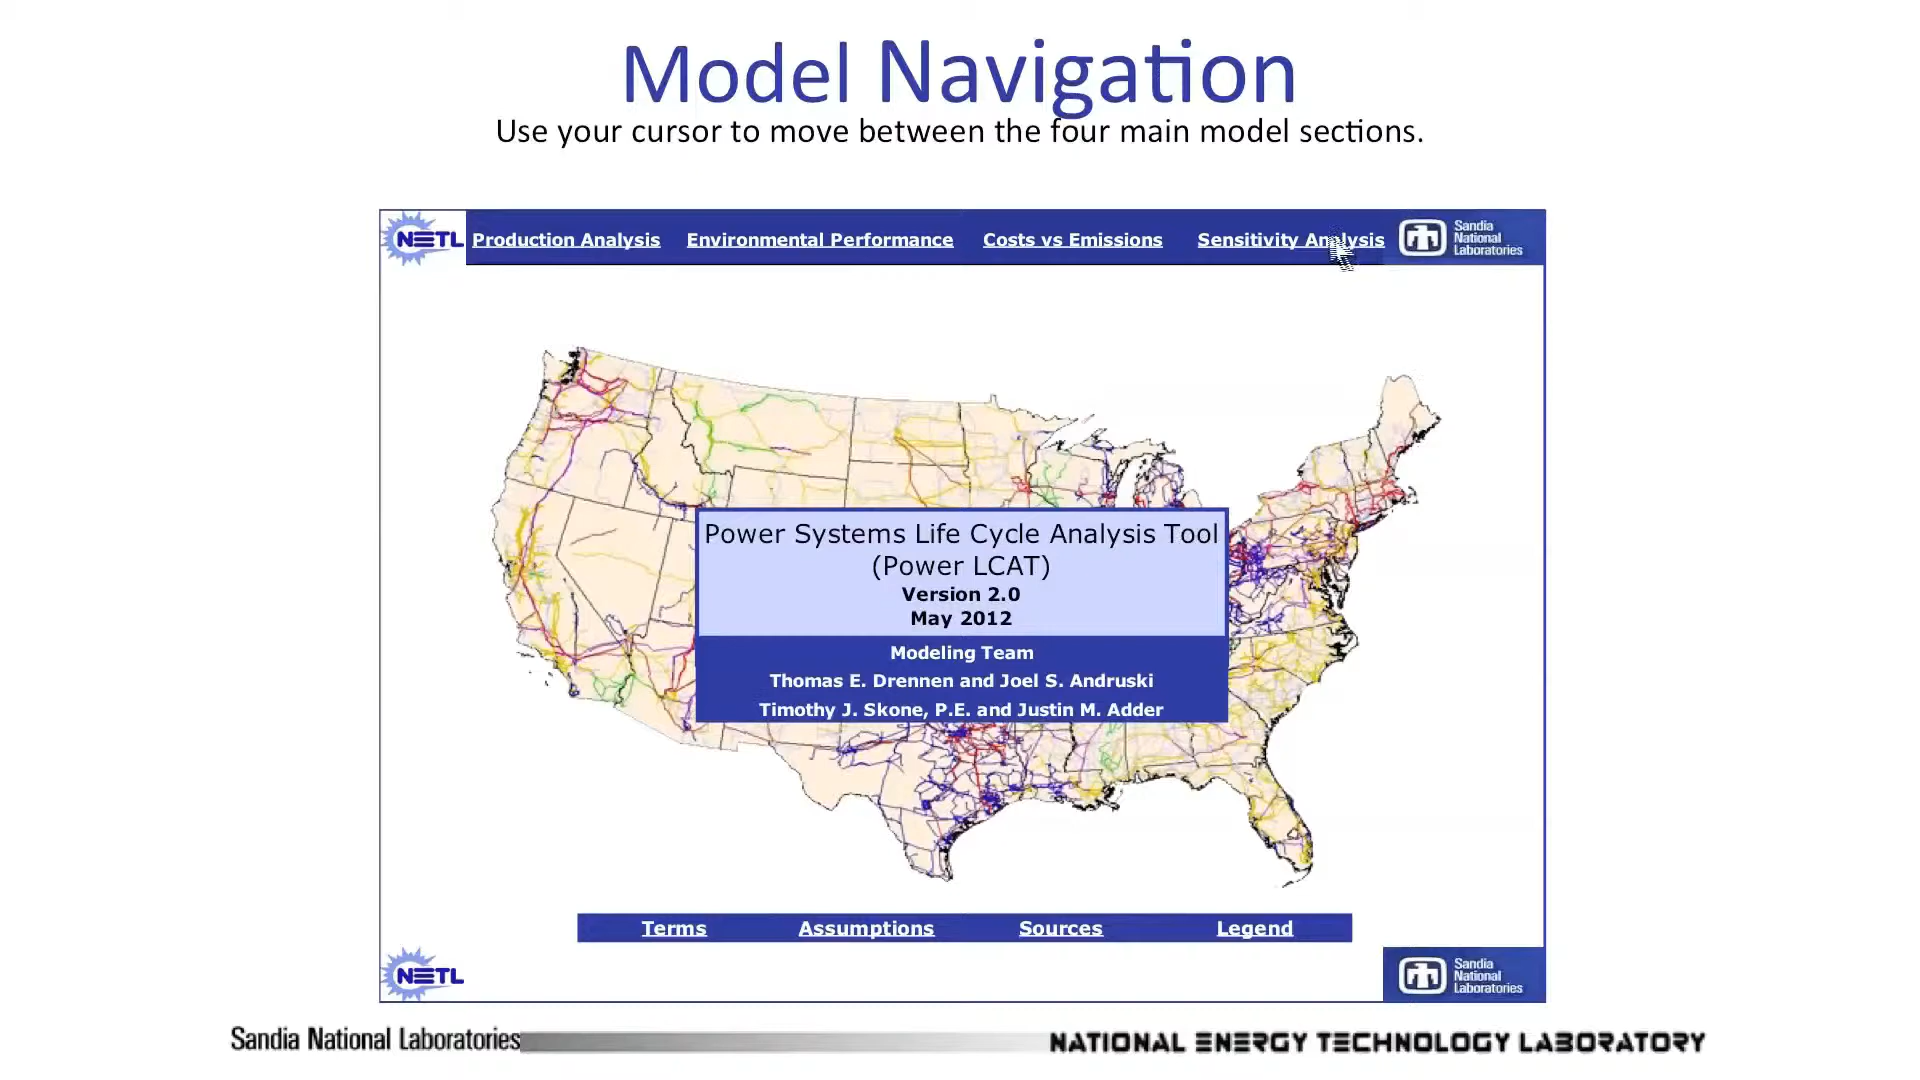 Model Navigation
Use your cursor to move between the four main model sections.
NETL
Production Analysis
Environmental Performance
Costs vs Emissions
Sensitivity Analysis
Sandia
National
Laboratories
Power Systems Life Cycle Analysis Tool
(Power LCAT)
Version 2.0
May 2012
Modeling Team
Thomas E. Drennen and Joel S. Andruski
Timothy J. Skone, P.E. and Justin M. Adder
Terms
Assumptions
Sources
Legend
NETL
Sandia
National
Laboratories
Sandia National Laboratories
NATIONAL ENERGY TECHNOLOGY LABORATORY